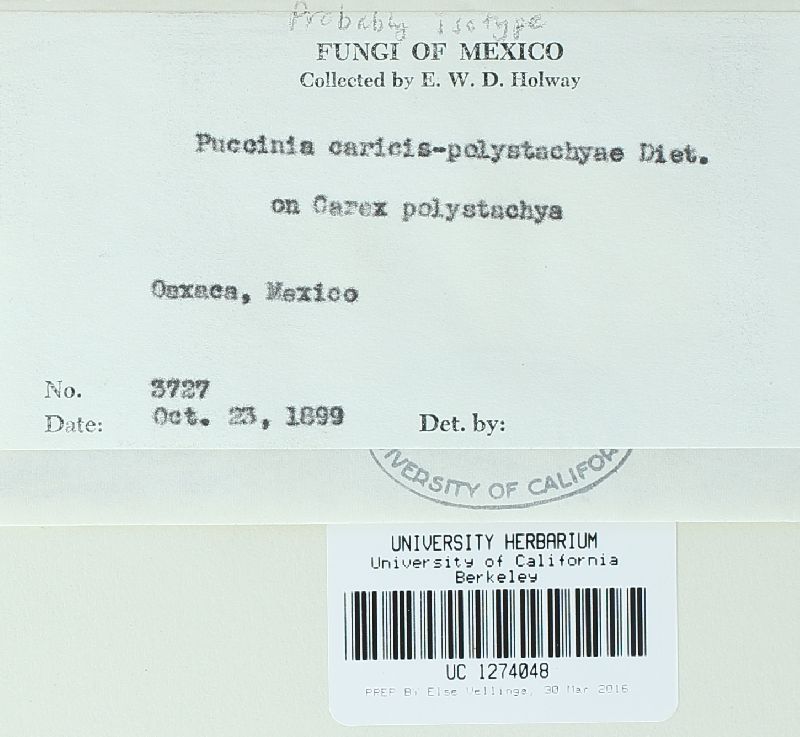 Probably isotype
FUNGI OF MEXICO
Collected by E. W. D. Holway
Puccinia caricis-polystachyae Diet.
on Carex polystachya
Oaxaca, Mexico
No. 3727
Date: Oct. 23, 1899 Det. by:
IVERSITY OF CALIFOR
UNIVERSITY HERBARIUM
University of California
Berkeley
UC 1274048
PREP By Else Vellinga, 30 Mar 2016